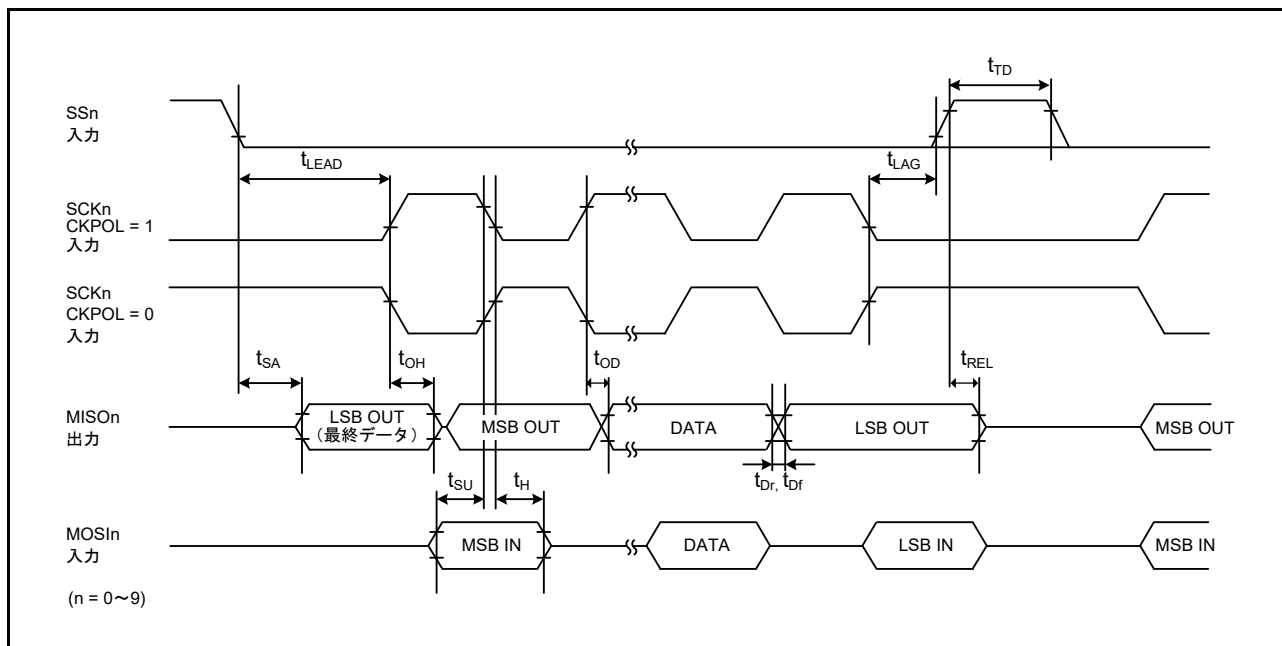 t_TD
SSn
入力
t_LEAD
t_LAG
SCKn
CKPOL = 1
入力
SCKn
CKPOL = 0
入力
t_SA
t_OH
t_OD
t_REL
MISOn
出力
LSB OUT
(最終データ)
MSB OUT
DATA
LSB OUT
MSB OUT
t_SU
t_H
t_Dr, t_Df
MOSIn
入力
MSB IN
DATA
LSB IN
MSB IN
(n = 0～9)